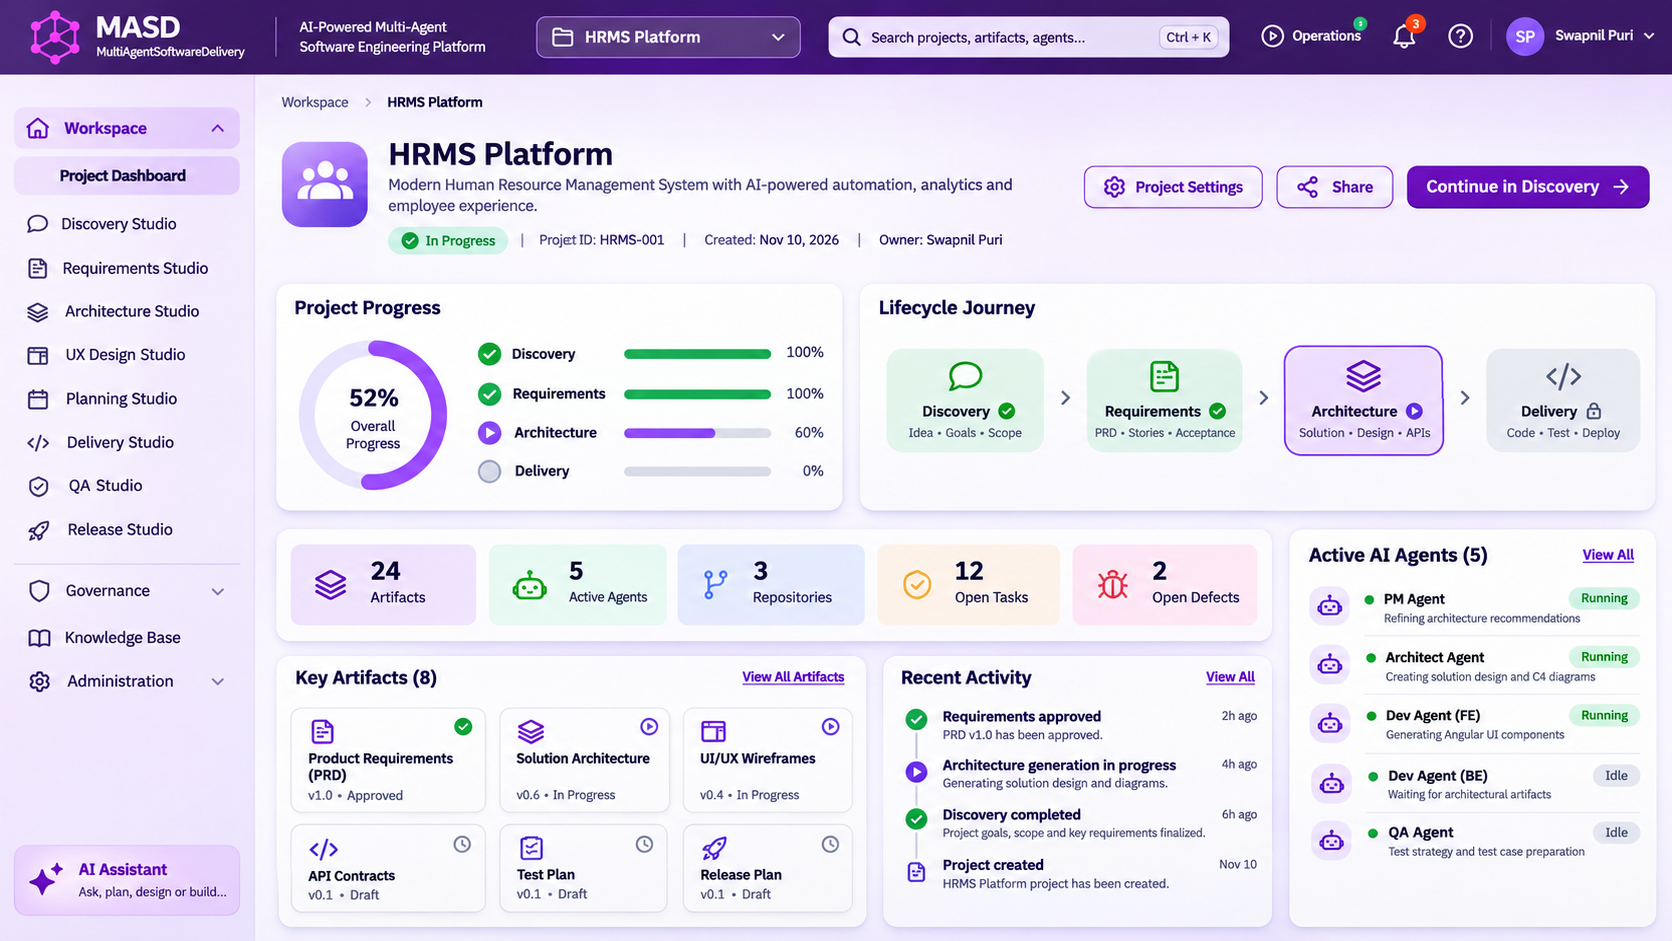 MASD
MultiAgentSoftwareDelivery
AI-Powered Multi-Agent
Software Engineering Platform
HRMS Platform
Search projects, artifacts, agents...
Ctrl + K
Operations
3
SP
Swapnil Puri
Workspace
Project Dashboard
Discovery Studio
Requirements Studio
Architecture Studio
UX Design Studio
Planning Studio
Delivery Studio
QA Studio
Release Studio
Governance
Knowledge Base
Administration
AI Assistant
Ask, plan, design or build...
Workspace > HRMS Platform
HRMS Platform
Modern Human Resource Management System with AI-powered automation, analytics and
employee experience.
In Progress | Project ID: HRMS-001 | Created: Nov 10, 2026 | Owner: Swapnil Puri
Project Settings
Share
Continue in Discovery →
Project Progress
52%
Overall
Progress
Discovery 100%
Requirements 100%
Architecture 60%
Delivery 0%
Lifecycle Journey
Discovery
Idea • Goals • Scope
Requirements
PRD • Stories • Acceptance
Architecture
Solution • Design • APIs
Delivery
Code • Test • Deploy
24
Artifacts
5
Active Agents
3
Repositories
12
Open Tasks
2
Open Defects
Key Artifacts (8)
View All Artifacts
Product Requirements
(PRD)
v1.0 • Approved
Solution Architecture
v0.6 • In Progress
UI/UX Wireframes
v0.4 • In Progress
API Contracts
v0.1 • Draft
Test Plan
v0.1 • Draft
Release Plan
v0.1 • Draft
Recent Activity
View All
Requirements approved 2h ago
PRD v1.0 has been approved.
Architecture generation in progress 4h ago
Generating solution design and diagrams.
Discovery completed 6h ago
Project goals, scope and key requirements finalized.
Project created Nov 10
HRMS Platform project has been created.
Active AI Agents (5)
View All
PM Agent Running
Refining architecture recommendations
Architect Agent Running
Creating solution design and C4 diagrams
Dev Agent (FE) Running
Generating Angular UI components
Dev Agent (BE) Idle
Waiting for architectural artifacts
QA Agent Idle
Test strategy and test case preparation